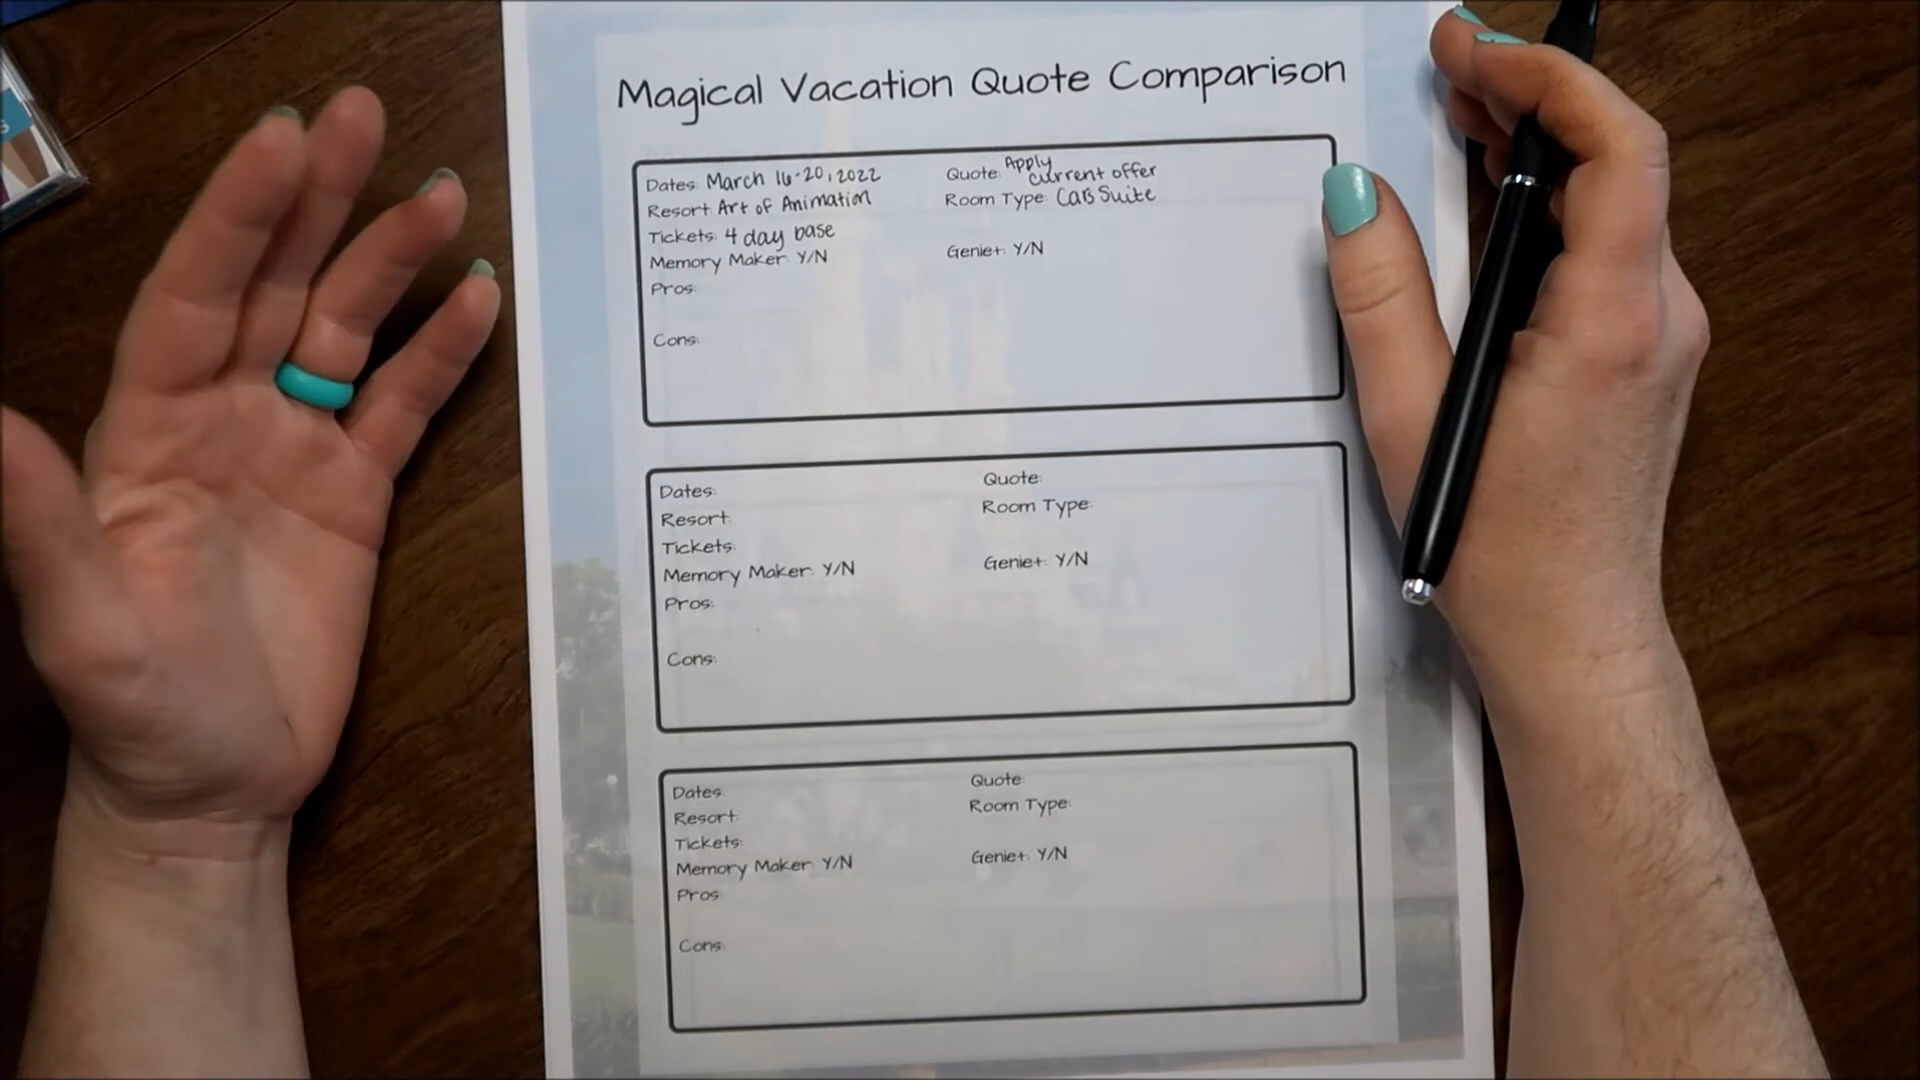 Magical Vacation Quote Comparison
Dates: March 16-20, 2022 Quote: Apply current offer
Resort: Art of Animation Room Type: Cars Suite
Tickets: 4 day base
Memory Maker: Y/N Genie+: Y/N
Pros:
Cons:
Dates: Quote:
Resort: Room Type:
Tickets:
Memory Maker: Y/N Genie+: Y/N
Pros:
Cons:
Dates: Quote:
Resort: Room Type:
Tickets:
Memory Maker: Y/N Genie+: Y/N
Pros:
Cons: